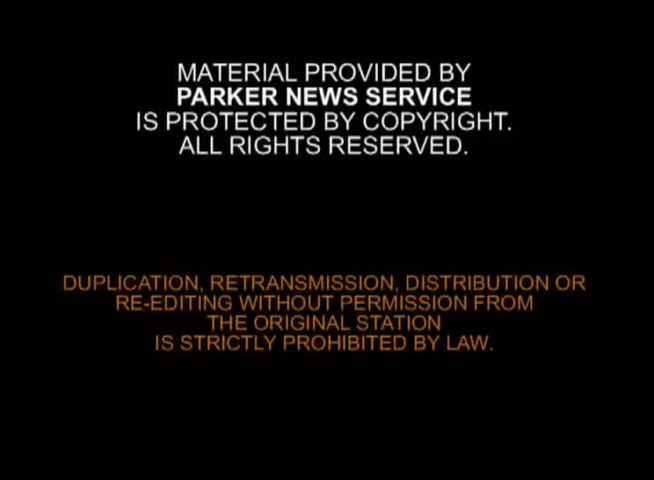 MATERIAL PROVIDED BY
PARKER NEWS SERVICE
IS PROTECTED BY COPYRIGHT.
ALL RIGHTS RESERVED.
DUPLICATION, RETRANSMISSION, DISTRIBUTION OR
RE-EDITING WITHOUT PERMISSION FROM
THE ORIGINAL STATION
IS STRICTLY PROHIBITED BY LAW.